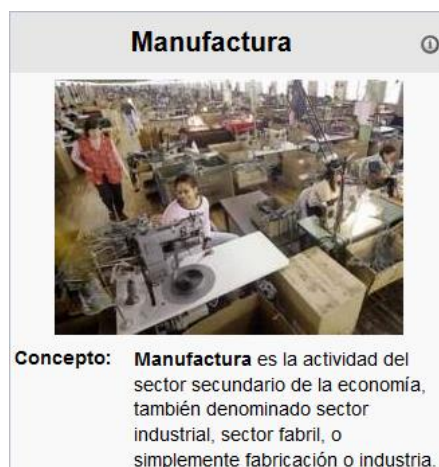 Manufactura
Concepto: Manufactura es la actividad del
sector secundario de la economía,
también denominado sector
industrial, sector fabril, o
simplemente fabricación o industria.